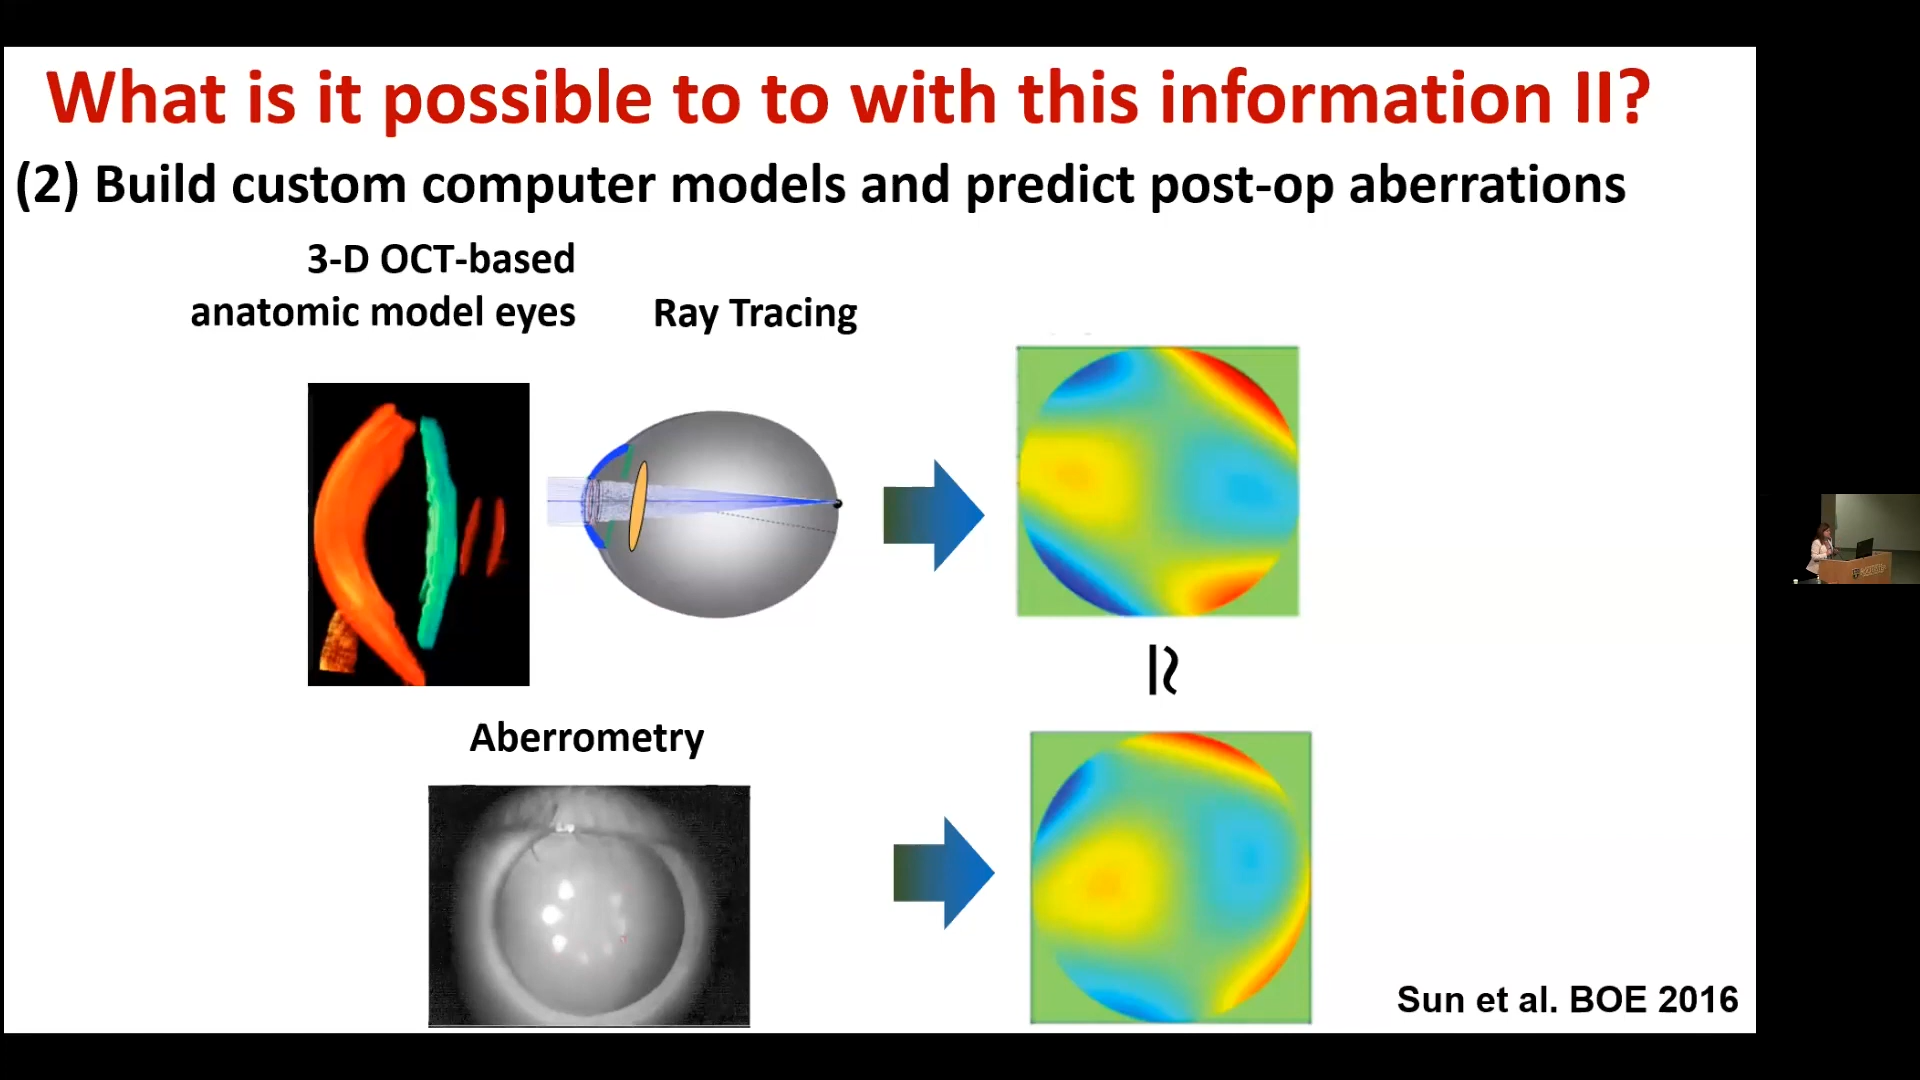 What is it possible to to with this information II?
(2) Build custom computer models and predict post-op aberrations
3-D OCT-based
anatomic model eyes
Ray Tracing
≃
Aberrometry
Sun et al. BOE 2016